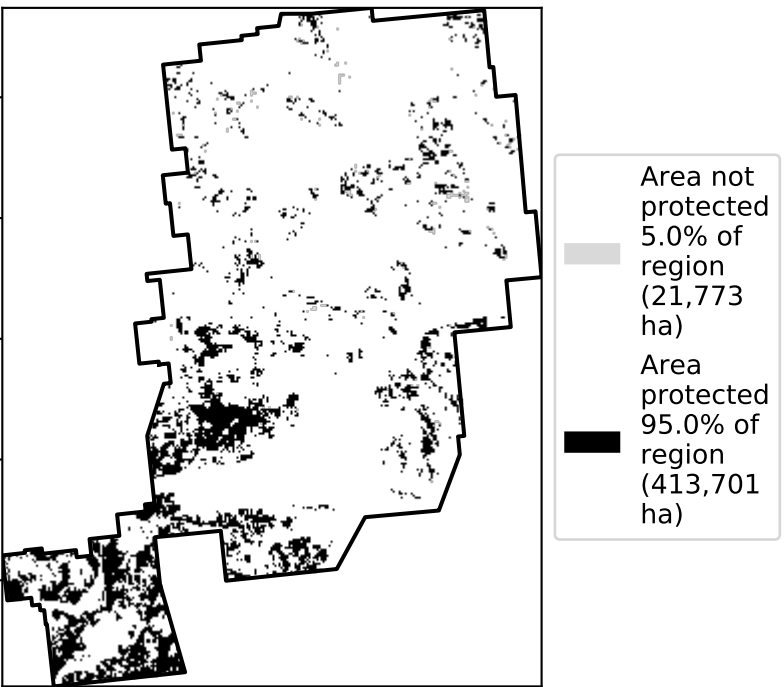 Area not
protected
5.0% of
region
(21,773
ha)
Area
protected
95.0% of
region
(413,701
ha)